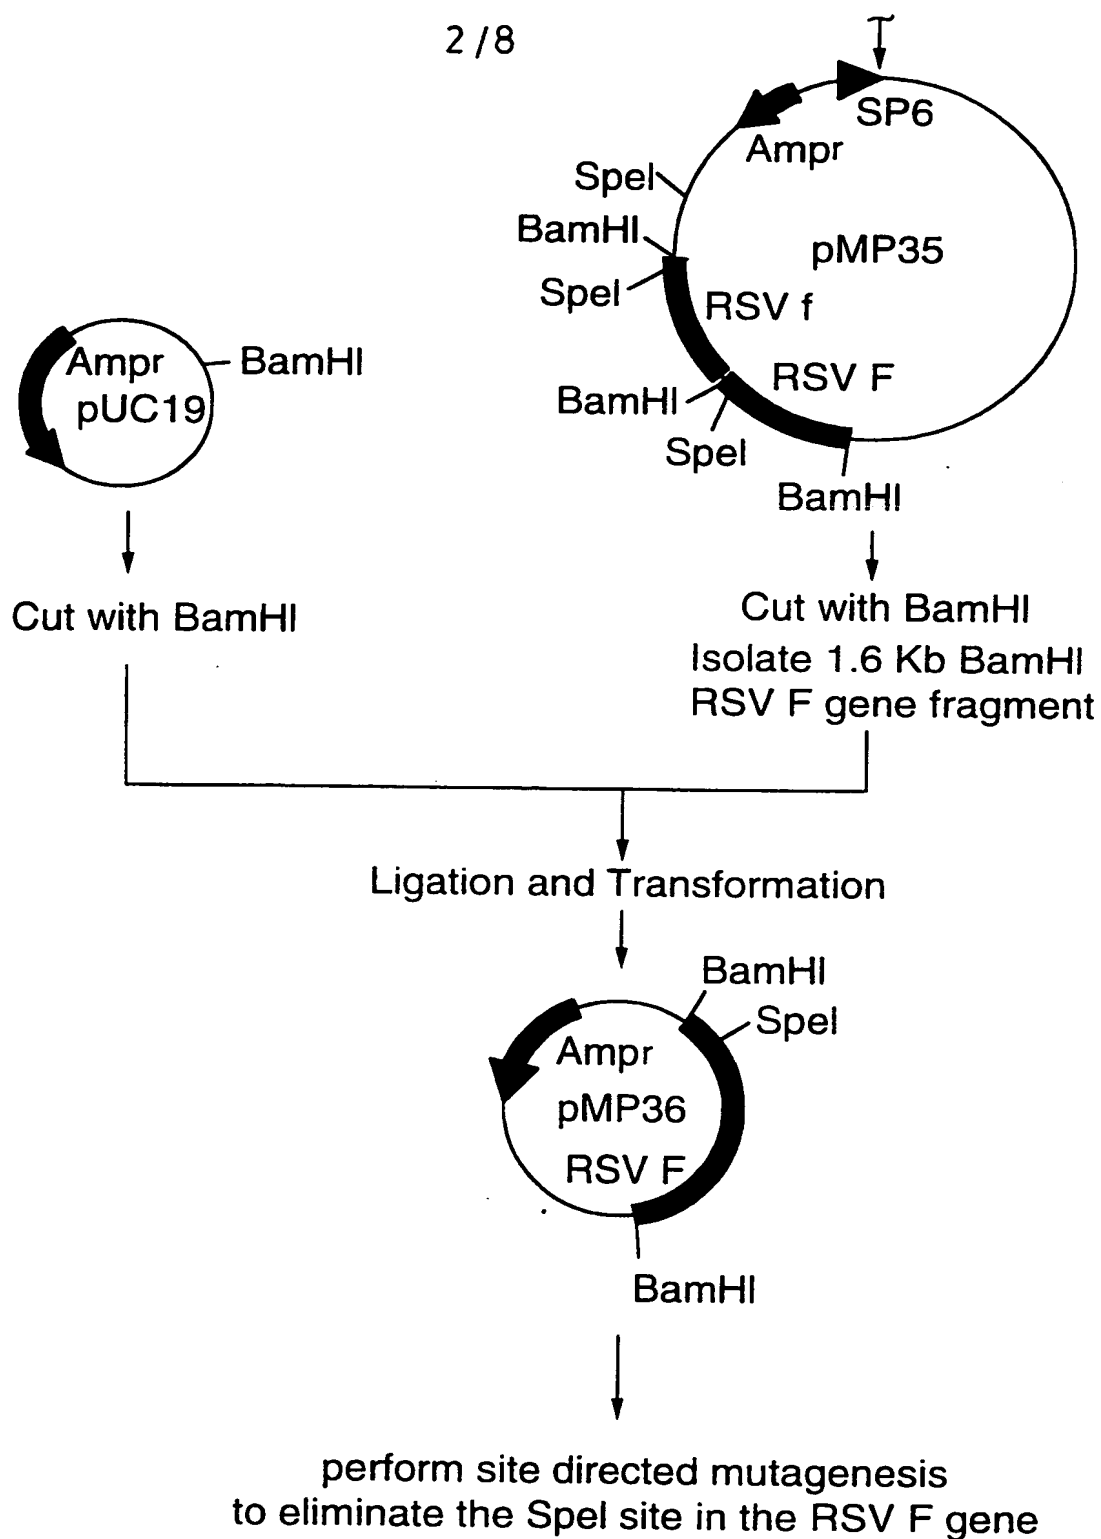 2/8
T
SP6
Ampr
SpeI
BamHI
pMP35
SpeI
RSV f
RSV F
BamHI
SpeI
BamHI
Ampr
BamHI
pUC19
Cut with BamHI
Cut with BamHI
Isolate 1.6 Kb BamHI
RSV F gene fragment
Ligation and Transformation
BamHI
SpeI
Ampr
pMP36
RSV F
BamHI
perform site directed mutagenesis
to eliminate the SpeI site in the RSV F gene